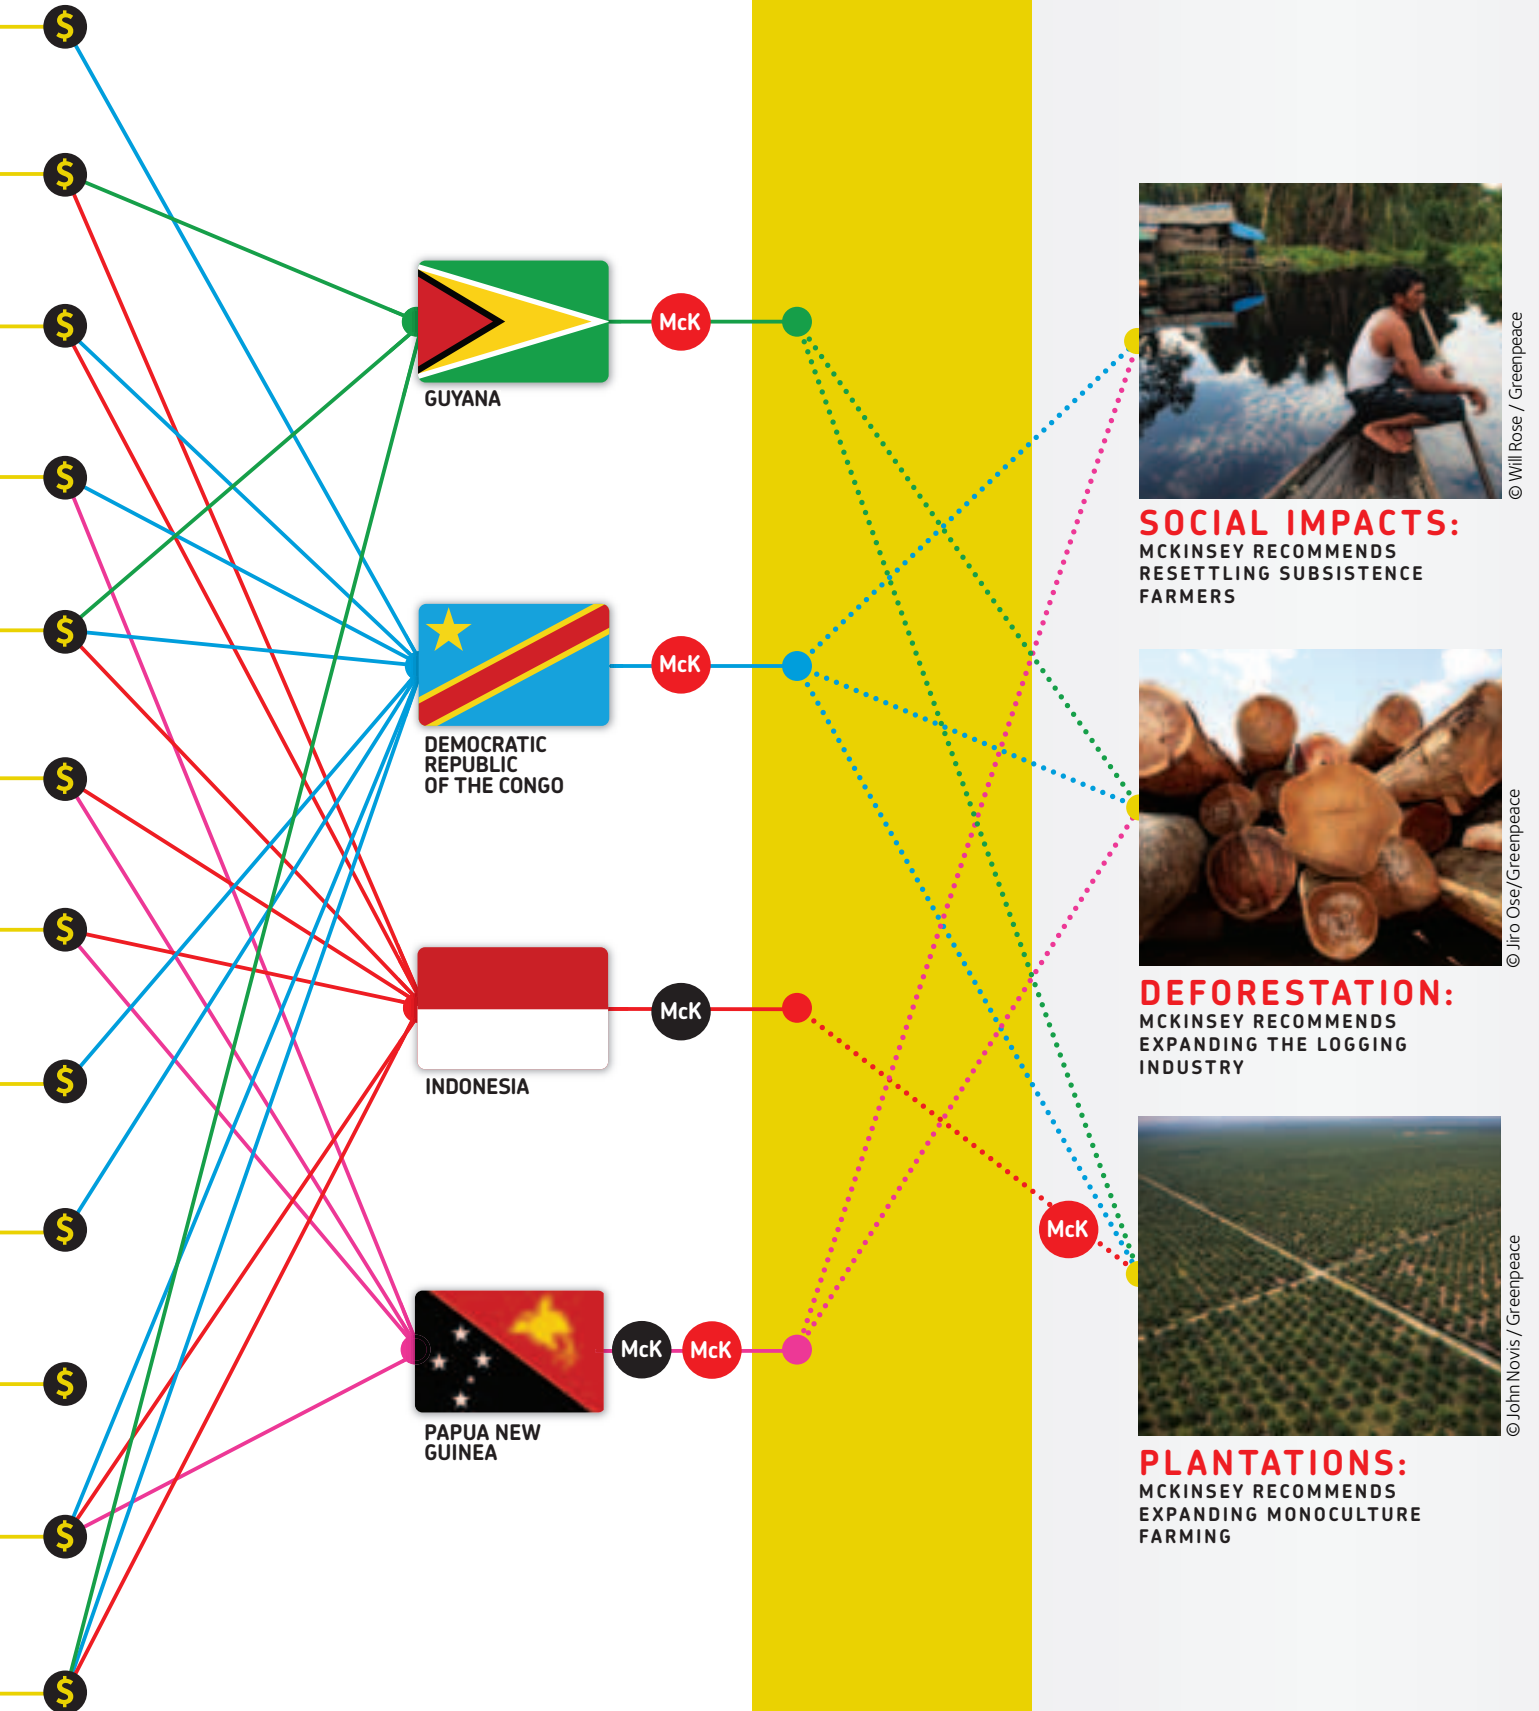 $
$
$
$
$
$
$
$
$
$
$
$
McK
GUYANA
McK
DEMOCRATIC
REPUBLIC
OF THE CONGO
McK
INDONESIA
McK
McK McK
PAPUA NEW
GUINEA
© Will Rose / Greenpeace
SOCIAL IMPACTS:
MCKINSEY RECOMMENDS
RESETTLING SUBSISTENCE
FARMERS
© Jiro Ose/Greenpeace
DEFORESTATION:
MCKINSEY RECOMMENDS
EXPANDING THE LOGGING
INDUSTRY
© John Novis / Greenpeace
PLANTATIONS:
MCKINSEY RECOMMENDS
EXPANDING MONOCULTURE
FARMING